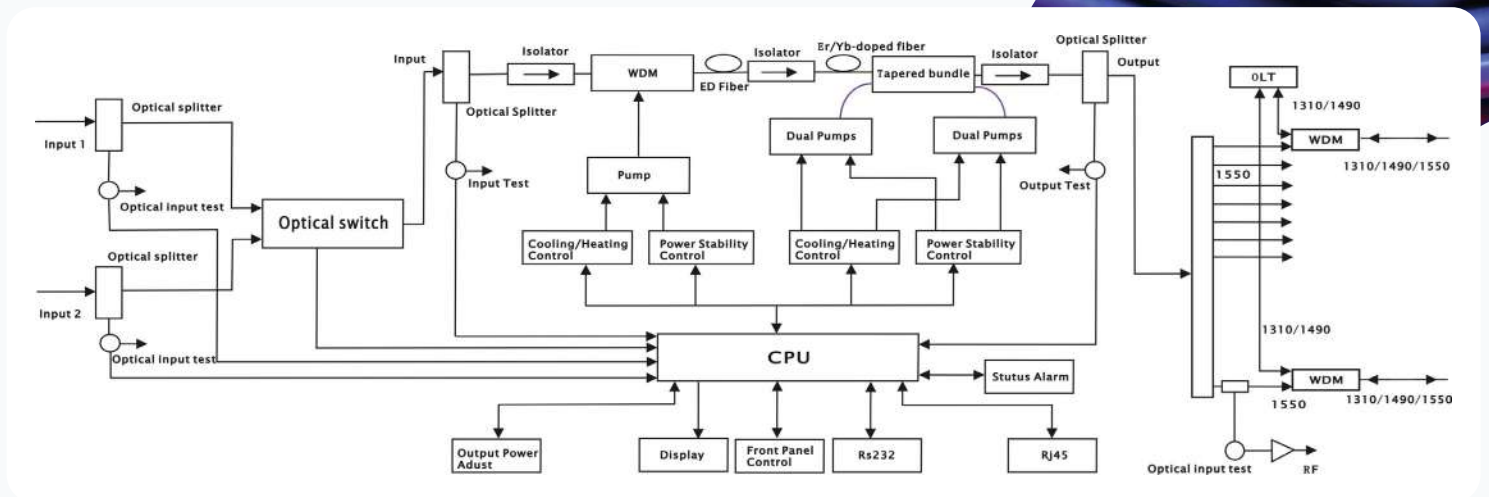 Optical Splitter
Isolator
Er/Yb-doped fiber
Isolator
Isolator
Input
WDM
Tapered bundle
Output
ED Fiber
OLT
Optical splitter
Optical Splitter
1310/1490
Input 1
Dual Pumps
Dual Pumps
WDM
1310/1490/1550
Input Test
Pump
Output Test
1550
Optical input test
Optical switch
Cooling/Heating
Control
Power Stability
Control
Cooling/Heating
Control
Power Stability
Control
Optical splitter
Input 2
1310/1490
Optical input test
CPU
Stutus Alarm
WDM
1550
1310/1490/1550
Output Power
Adust
Display
Front Panel
Control
Rs232
Rj45
Optical input test
RF